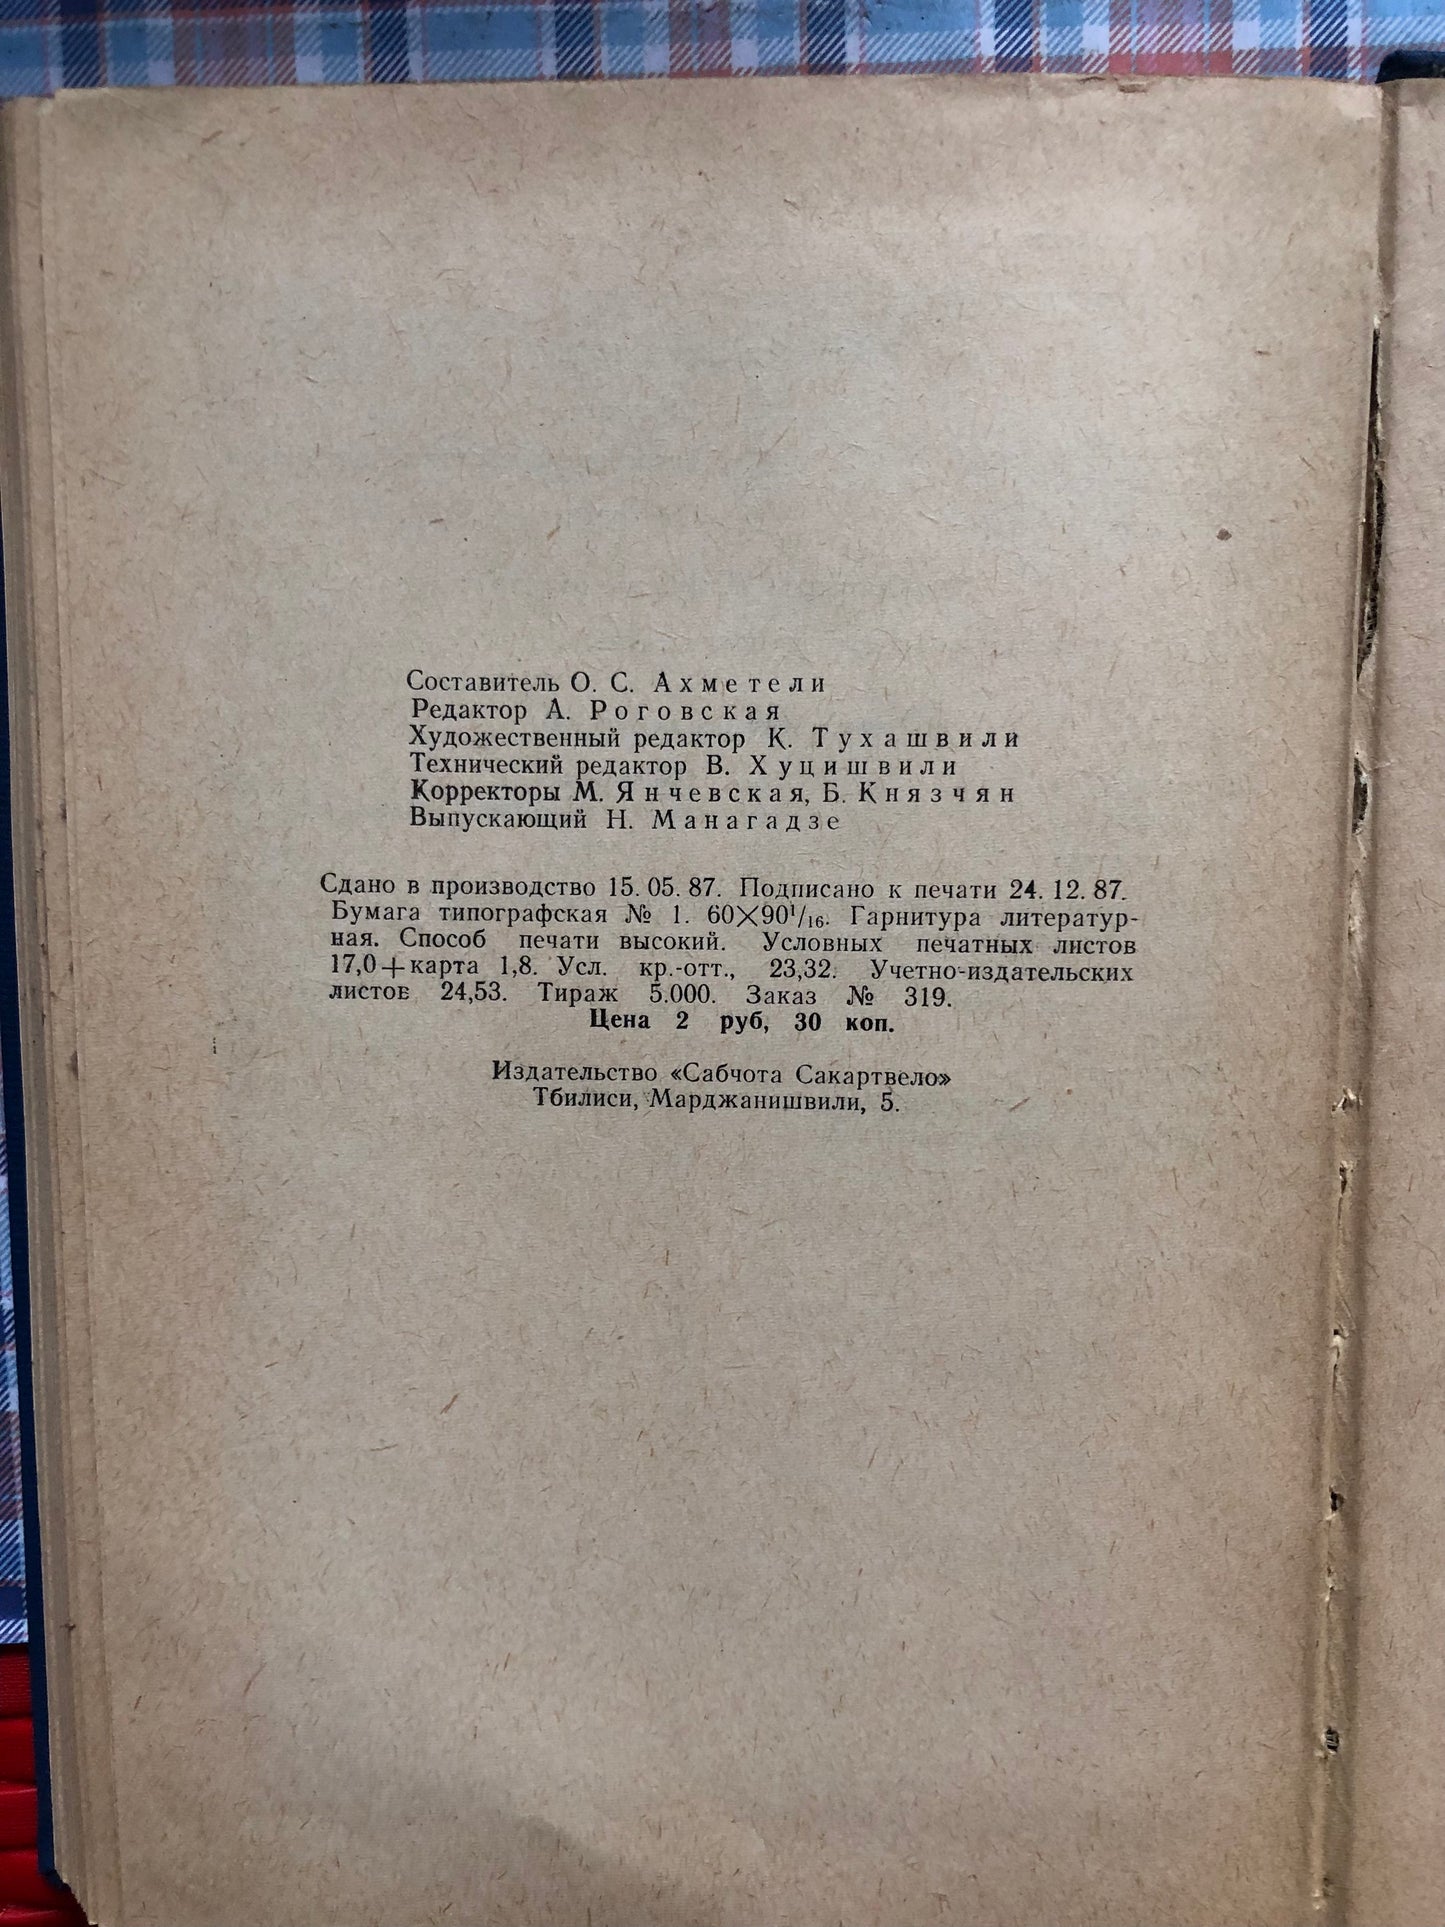 Составитель О. С. Ахметели
Редактор А. Роговская
Художественный редактор К. Тухашвили
Технический редактор В. Хуцишвили
Корректоры М. Янчевская, Б. Князчян
Выпускающий Н. Манагадзе
Сдано в производство 15. 05. 87. Подписано к печати 24. 12. 87.
Бумага типографская № 1. 60×90¹/₁₆. Гарнитура литератур-
ная. Способ печати высокий. Условных печатных листов
17,0+карта 1,8. Усл. кр.-отт., 23,32. Учетно-издательских
листов 24,53. Тираж 5.000. Заказ № 319.
Цена 2 руб, 30 коп.
Издательство «Сабчота Сакартвело»
Тбилиси, Марджанишвили, 5.